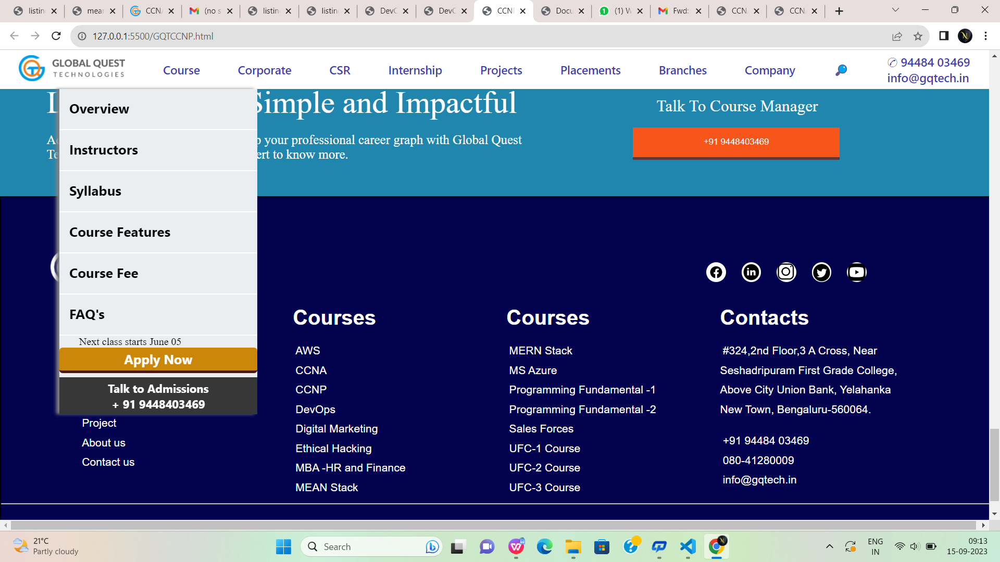 listin
mear
CCN
(no s
listin
listin
DevC
DevC
CCN
Docu
(1) W
Fwd:
CCN
CCN
127.0.0.1:5500/GQTCCNP.html
GLOBAL QUEST
TECHNOLOGIES
Course
Corporate
CSR
Internship
Projects
Placements
Branches
Company
✆ 94484 03469
info@gqtech.in
Simple and Impactful
Talk To Course Manager
your professional career graph with Global Quest
to know more.
+91 9448403469
Overview
Instructors
Syllabus
Course Features
Course Fee
FAQ's
Next class starts June 05
Apply Now
Talk to Admissions
+ 91 9448403469
Project
About us
Contact us
Courses
AWS
CCNA
CCNP
DevOps
Digital Marketing
Ethical Hacking
MBA -HR and Finance
MEAN Stack
Courses
MERN Stack
MS Azure
Programming Fundamental -1
Programming Fundamental -2
Sales Forces
UFC-1 Course
UFC-2 Course
UFC-3 Course
Contacts
#324,2nd Floor,3 A Cross, Near
Seshadripuram First Grade College,
Above City Union Bank, Yelahanka
New Town, Bengaluru-560064.
+91 94484 03469
080-41280009
info@gqtech.in
21°C
Partly cloudy
Search
ENG
IN
09:13
15-09-2023